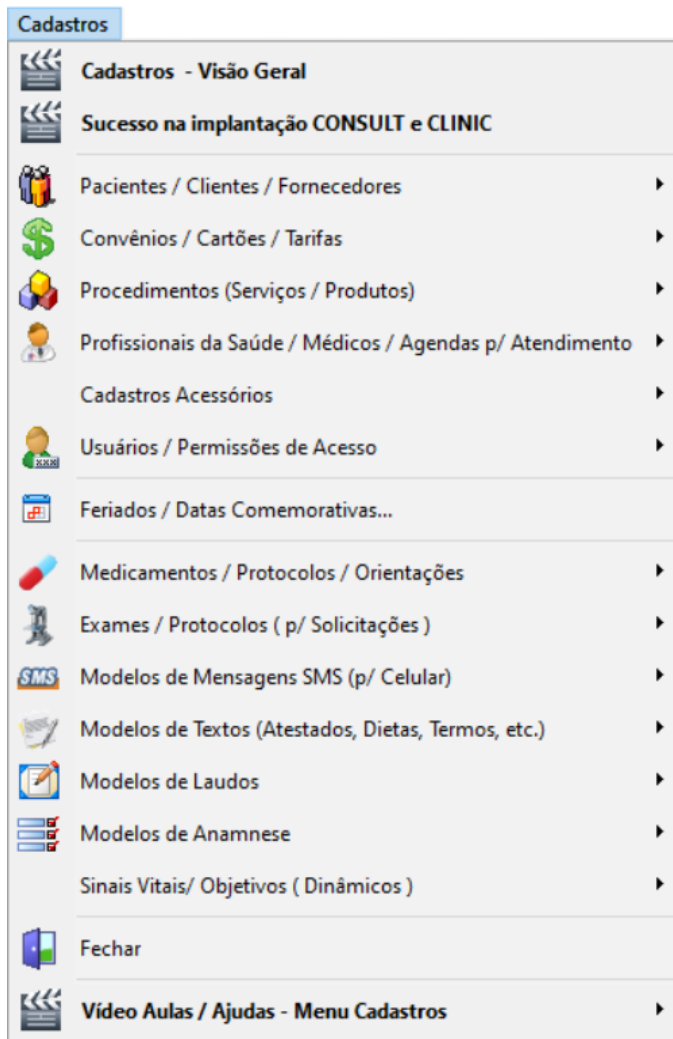 Cadastros
Cadastros - Visão Geral
Sucesso na implantação CONSULT e CLINIC
Pacientes / Clientes / Fornecedores
Convênios / Cartões / Tarifas
Procedimentos (Serviços / Produtos)
Profissionais da Saúde / Médicos / Agendas p/ Atendimento
Cadastros Acessórios
xxx
Usuários / Permissões de Acesso
Feriados / Datas Comemorativas...
Medicamentos / Protocolos / Orientações
Exames / Protocolos ( p/ Solicitações )
SMS
Modelos de Mensagens SMS (p/ Celular)
Modelos de Textos (Atestados, Dietas, Termos, etc.)
Modelos de Laudos
Modelos de Anamnese
Sinais Vitais/ Objetivos ( Dinâmicos )
Fechar
Vídeo Aulas / Ajudas - Menu Cadastros